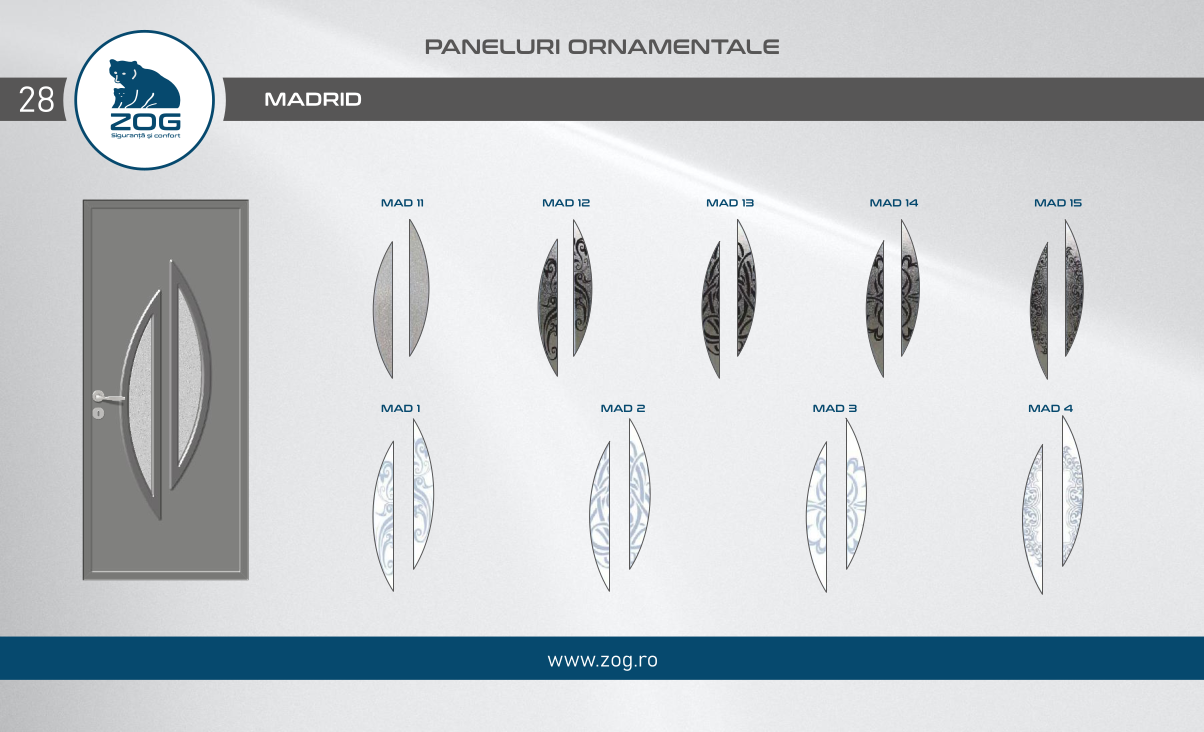 PANELURI ORNAMENTALE
28
MADRID
ZOG
Siguranță și confort
MAD 11
MAD 12
MAD 13
MAD 14
MAD 15
MAD 1
MAD 2
MAD 3
MAD 4
www.zog.ro